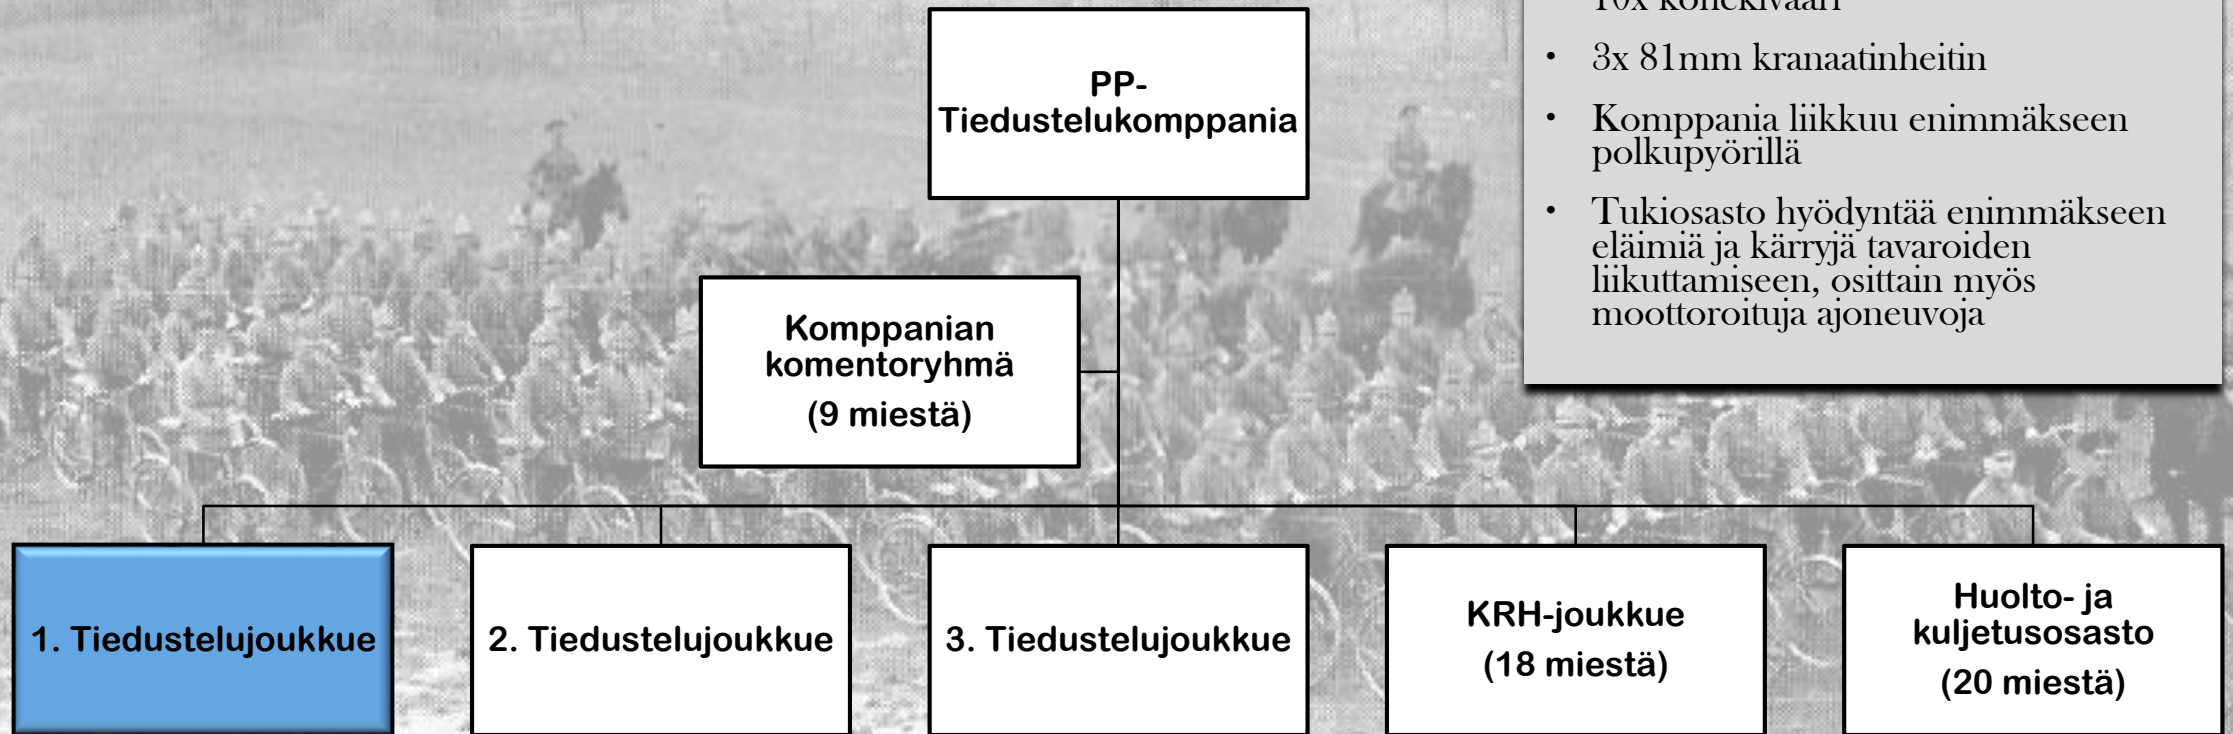 PP-
Tiedustelukomppania
10x konekivääri
• 3x 81mm kranaatinheitin
• Komppania liikkuu enimmäkseen
polkupyörillä
• Tukiosasto hyödyntää enimmäkseen
eläimiä ja kärryjä tavaroiden
liikuttamiseen, osittain myös
moottoroituja ajoneuvoja
Komppanian
komentoryhmä
(9 miestä)
1. Tiedustelujoukkue
2. Tiedustelujoukkue
3. Tiedustelujoukkue
KRH-joukkue
(18 miestä)
Huolto- ja
kuljetusosasto
(20 miestä)